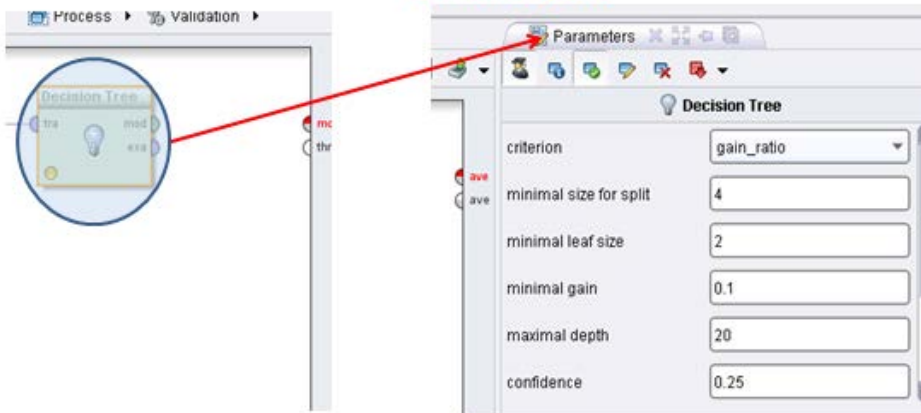 Process Validation
Decision Tree
tra mod
exa
mo
thr
Parameters
ave
ave
Decision Tree
criterion gain_ratio
minimal size for split 4
minimal leaf size 2
minimal gain 0.1
maximal depth 20
confidence 0.25